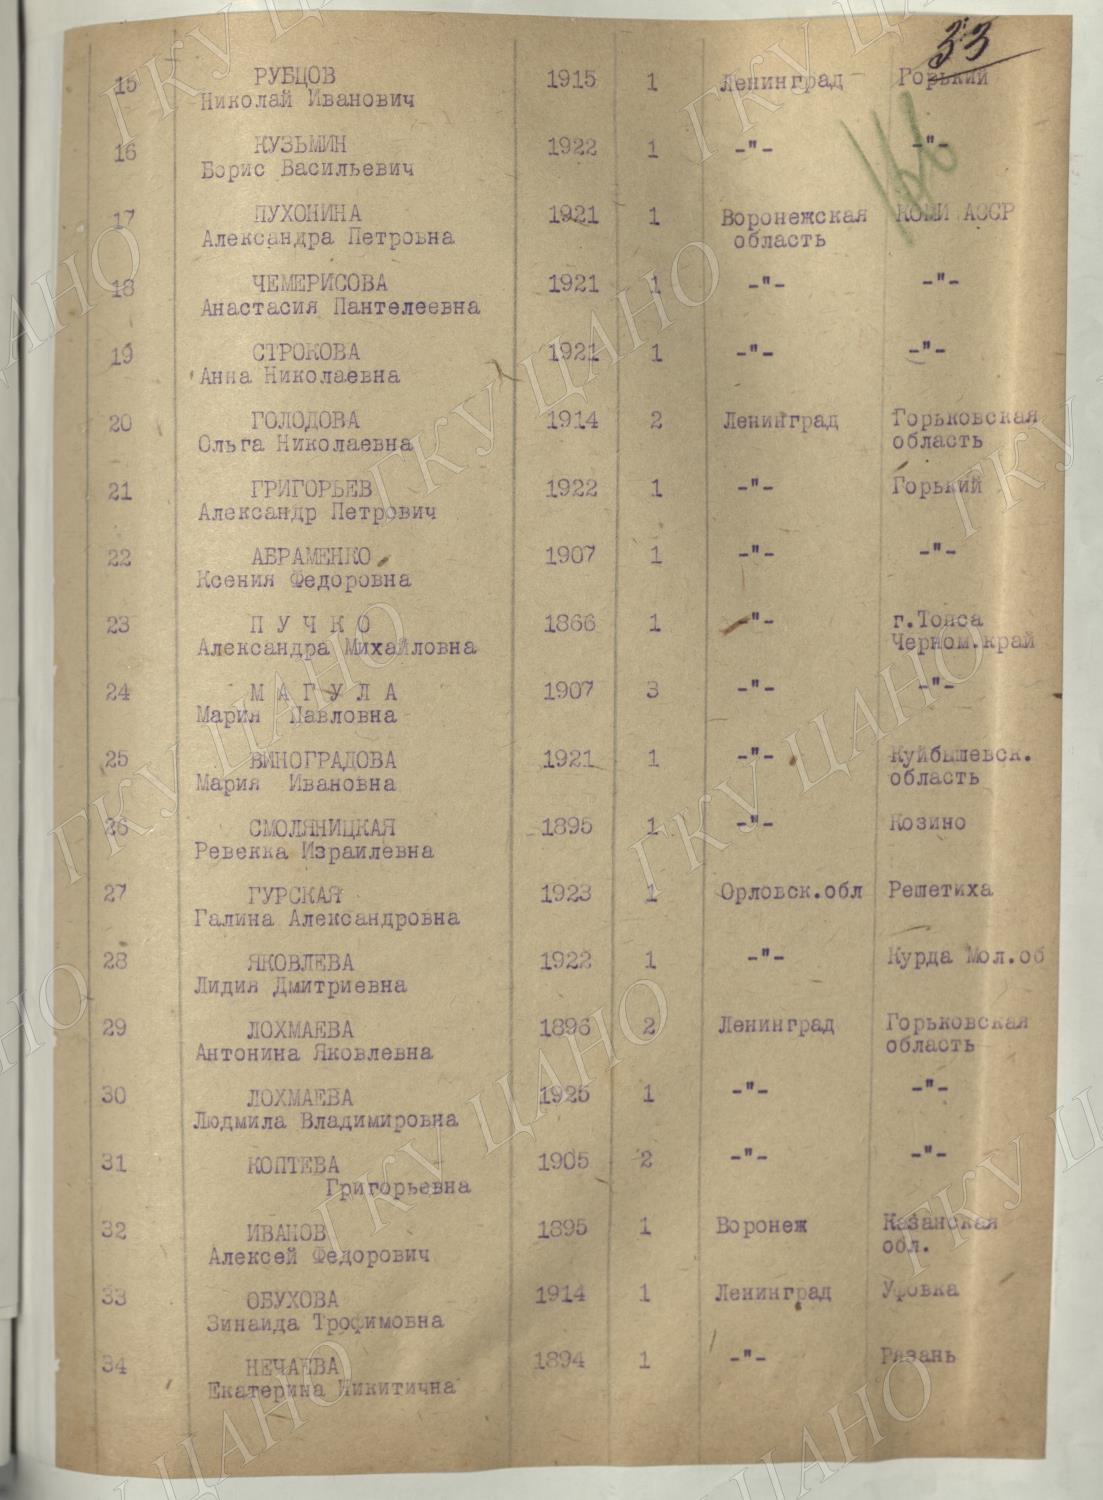 33
15 РУБЦОВ 1915 1 Ленинград Горький
Николай Иванович
16 КУЗЬМИН 1922 1 -"- -"-
Борис Васильевич
17 ПУХОНИНА 1921 1 Воронежская КОМИ АССР
Александра Петровна область
18 ЧЕМЕРИСОВА 1921 1 -"- -"-
Анастасия Пантелеевна
19 СТРОКОВА 1921 1 -"- -"-
Анна Николаевна
20 ГОЛОДОВА 1914 2 Ленинград Горьковская
Ольга Николаевна область
21 ГРИГОРЬЕВ 1922 1 -"- Горький
Александр Петрович
22 АБРАМЕНКО 1907 1 -"- -"-
Ксения Федоровна
23 П У Ч К О 1866 1 -"- г.Топса
Александра Михайловна Черном.край
24 М А Г У Л А 1907 3 -"- -"-
Мария Павловна
25 ВИНОГРАДОВА 1921 1 -"- Куйбышевск.
Мария Ивановна область
26 СМОЛЯНИЦКАЯ 1895 1 -"- Козино
Ревекка Израилевна
27 ГУРСКАЯ 1923 1 Орловск.обл Решетиха
Галина Александровна
28 ЯКОВЛЕВА 1922 1 -"- Курда Мол.об
Лидия Дмитриевна
29 ЛОХМАЕВА 1896 2 Ленинград Горьковская
Антонина Яковлевна область
30 ЛОХМАЕВА 1925 1 -"- -"-
Людмила Владимировна
31 КОПТЕВА 1905 2 -"- -"-
Григорьевна
32 ИВАНОВ 1895 1 Воронеж Казанская
Алексей Федорович обл.
33 ОБУХОВА 1914 1 Ленинград Уфовка
Зинаида Трофимовна
34 НЕЧАЕВА 1894 1 -"- Рязань
Екатерина Никитична
ГКУ ЦАНО